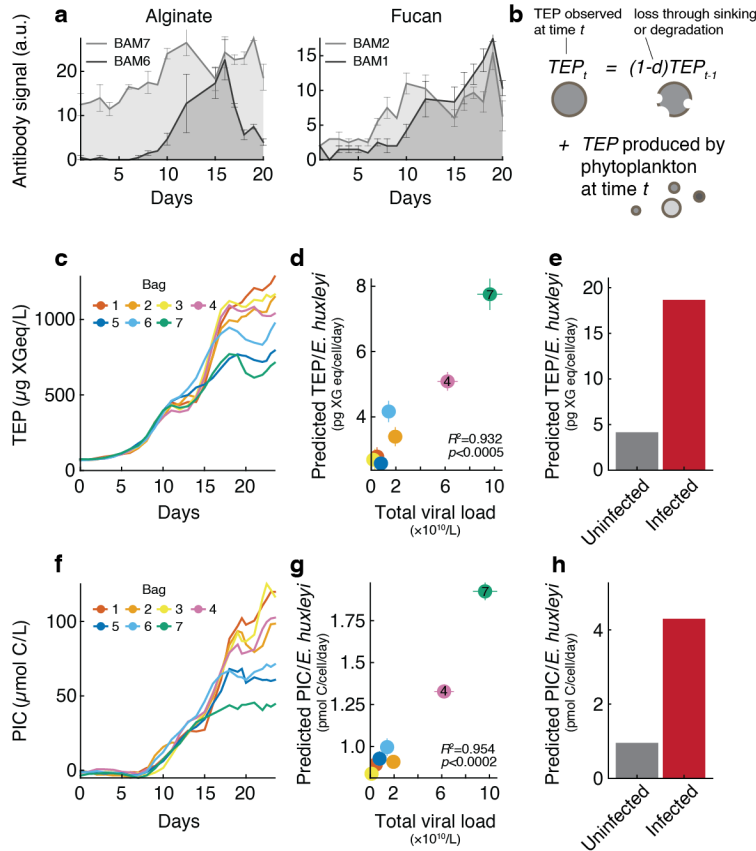 a
Alginate
Fucan
Antibody signal (a.u.)
BAM7
BAM6
BAM2
BAM1
20
10
0
15
10
5
0
5 10 15 20
5 10 15 20
Days
Days
b
TEP observed
at time t
loss through sinking
or degradation
TEPt = (1-d)TEPt-1
+ TEP produced by
phytoplankton
at time t
c
TEP (µg XGeq/L)
Bag
1 2 3 4
5 6 7
1000
500
0
0 5 10 15 20
Days
d
Predicted TEP/E. huxleyi
(pg XG eq/cell/day)
8
6
4
7
4
R²=0.932
p<0.0005
0 2 6 10
Total viral load
(×10¹⁰/L)
e
Predicted TEP/E. huxleyi
(pg XG eq/cell/day)
20
15
10
5
0
Uninfected
Infected
f
PIC (µmol C/L)
Bag
1 2 3 4
5 6 7
100
50
0
0 5 10 15 20
Days
g
Predicted PIC/E. huxleyi
(pmol C/cell/day)
1.75
1.5
1.25
1.0
7
4
R²=0.954
p<0.0002
0 2 6 10
Total viral load
(×10¹⁰/L)
h
Predicted PIC/E. huxleyi
(pmol C/cell/day)
4
2
0
Uninfected
Infected